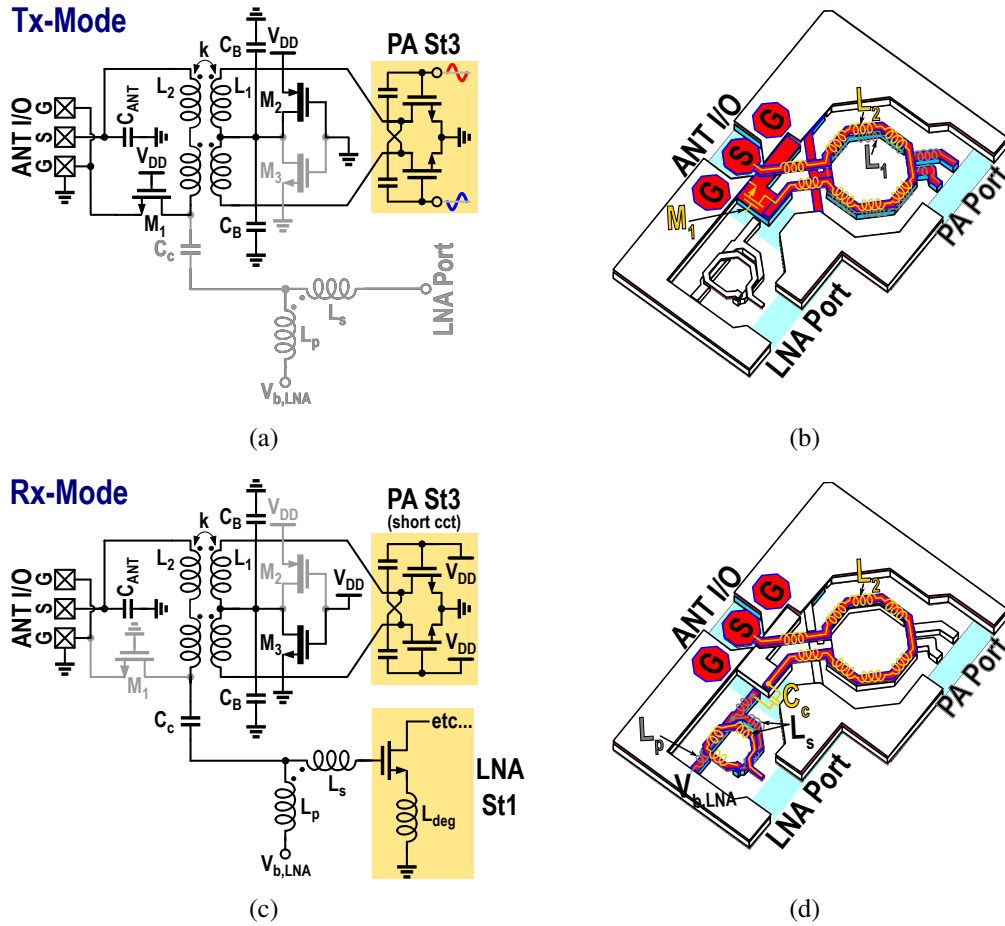 Tx-Mode
ANT I/O
G
S
G
C_ANT
V_DD
M_1
k
L_2
L_1
C_B
V_DD
M_2
M_3
C_B
PA St3
C_c
L_s
L_p
V_b,LNA
LNA Port
(a)
ANT I/O
G
S
G
M_1
L_2
L_1
PA Port
LNA Port
(b)
Rx-Mode
ANT I/O
G
S
G
C_ANT
M_1
k
L_2
L_1
C_B
V_DD
M_2
V_DD
M_3
C_B
PA St3
(short cct)
V_DD
V_DD
C_c
L_s
L_p
V_b,LNA
etc...
L_deg
LNA
St1
(c)
ANT I/O
G
S
G
L_2
C_c
L_s
L_p
V_b,LNA
PA Port
LNA Port
(d)